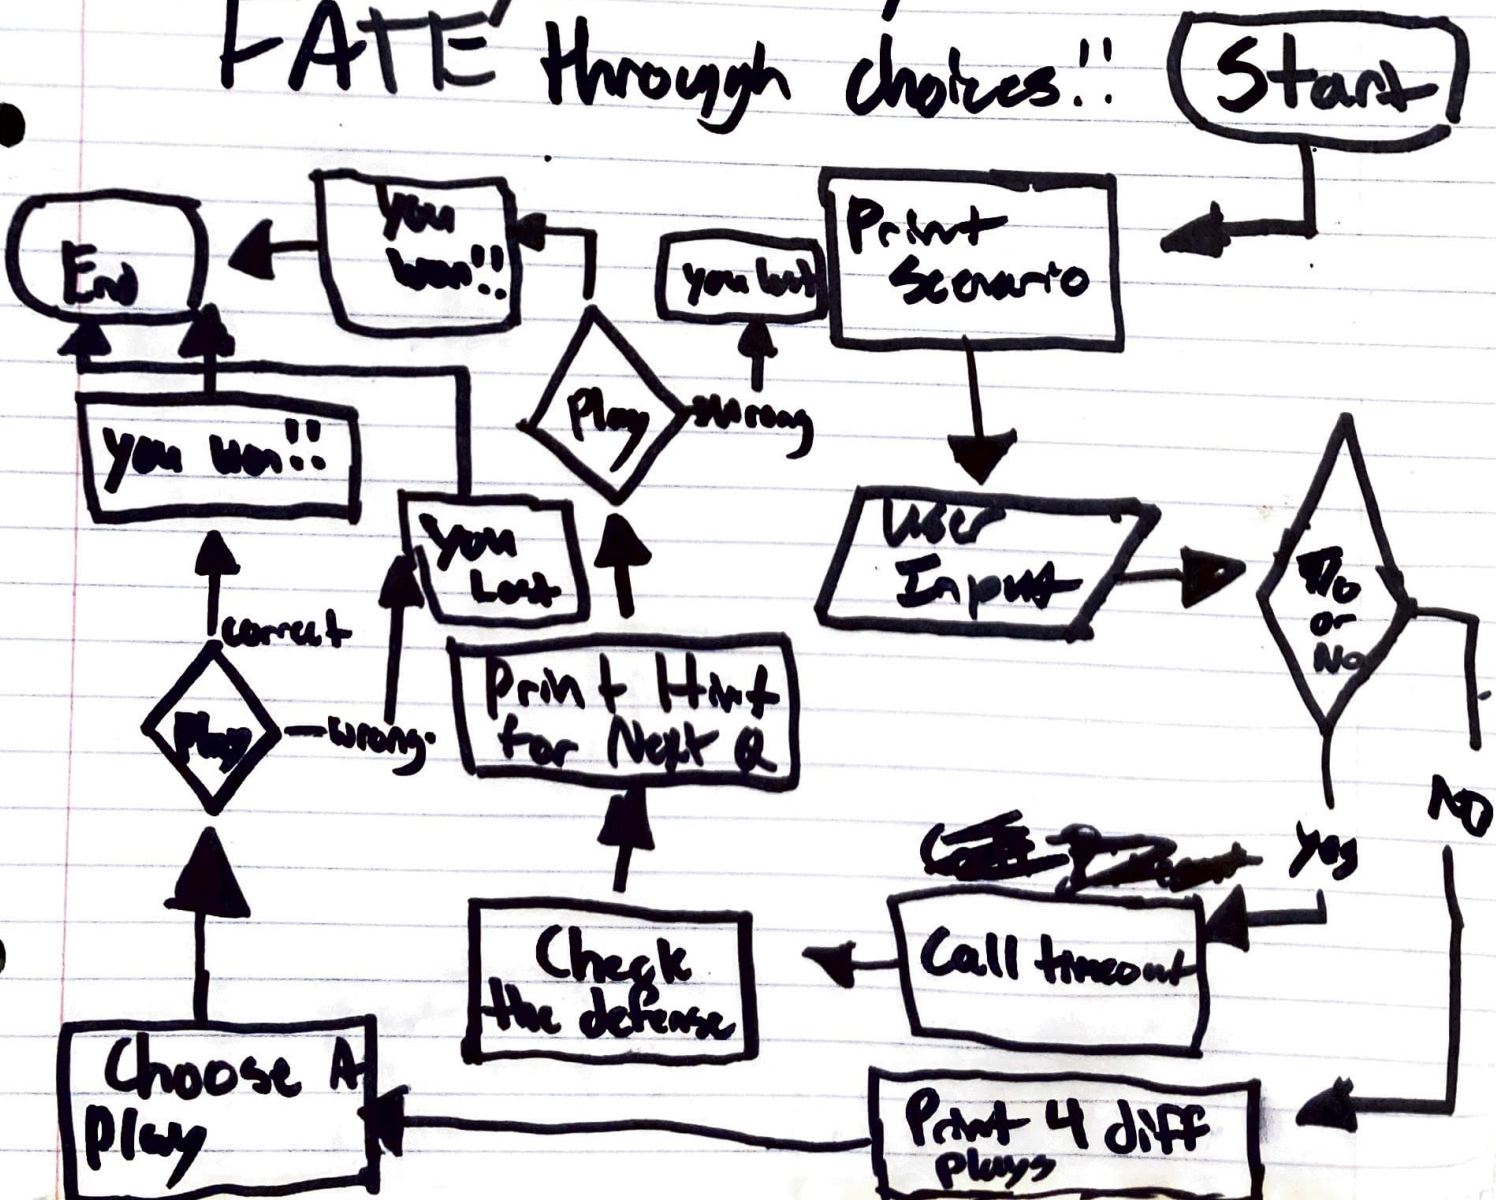 FATE through choices!!
Start
Print
Scenario
You
won!!
End
you lost
Play
wrong
you won!!
User
Input
You
Lost
T/o
or
No
correct
Play
wrong
Print Hint
for Next Q
NO
yes
Call timeout
Check
the defense
Choose A
play
Print 4 diff
plays